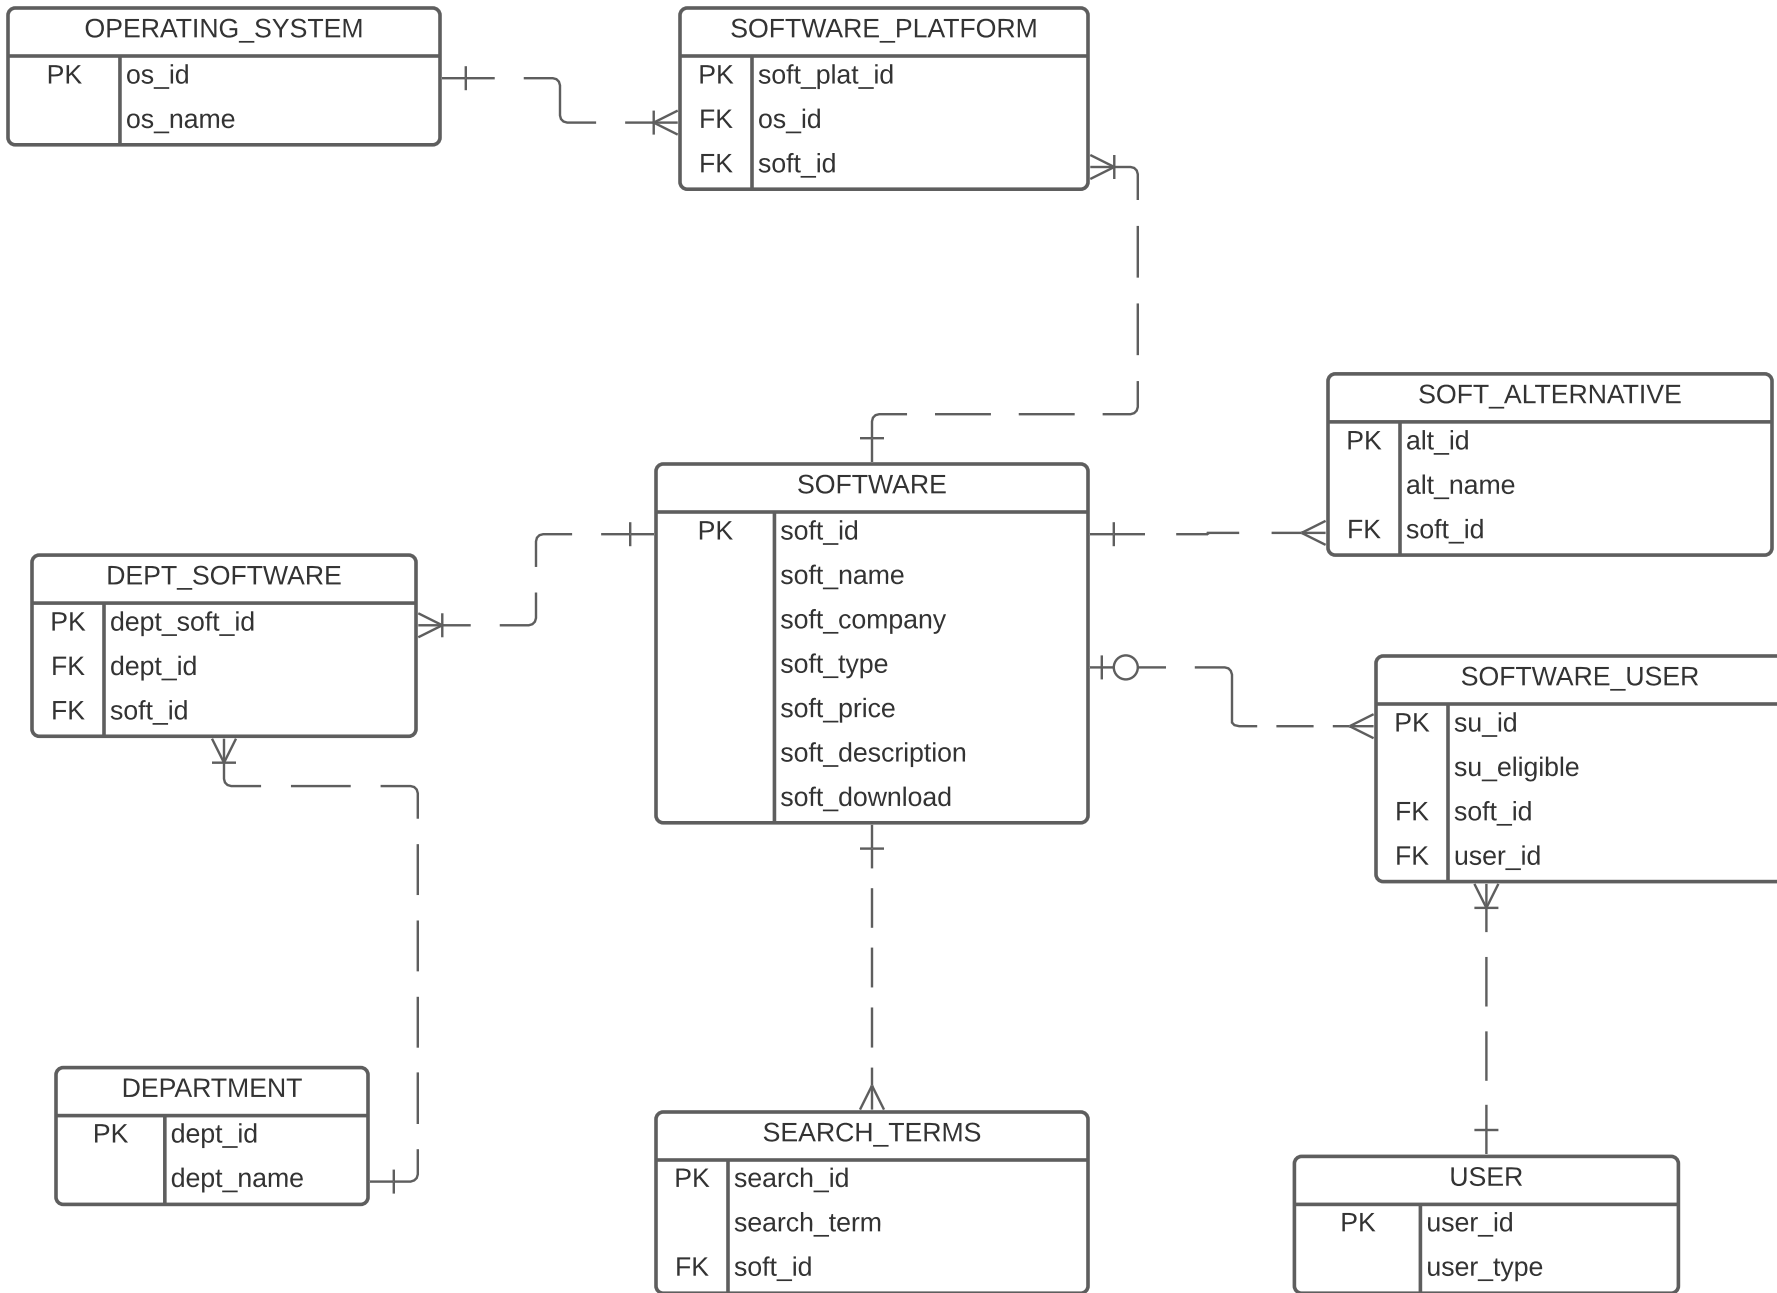 OPERATING_SYSTEM
PK os_id
os_name
SOFTWARE_PLATFORM
PK soft_plat_id
FK os_id
FK soft_id
SOFT_ALTERNATIVE
PK alt_id
alt_name
FK soft_id
SOFTWARE
PK soft_id
soft_name
soft_company
soft_type
soft_price
soft_description
soft_download
DEPT_SOFTWARE
PK dept_soft_id
FK dept_id
FK soft_id
SOFTWARE_USER
PK su_id
su_eligible
FK soft_id
FK user_id
DEPARTMENT
PK dept_id
dept_name
SEARCH_TERMS
PK search_id
search_term
FK soft_id
USER
PK user_id
user_type